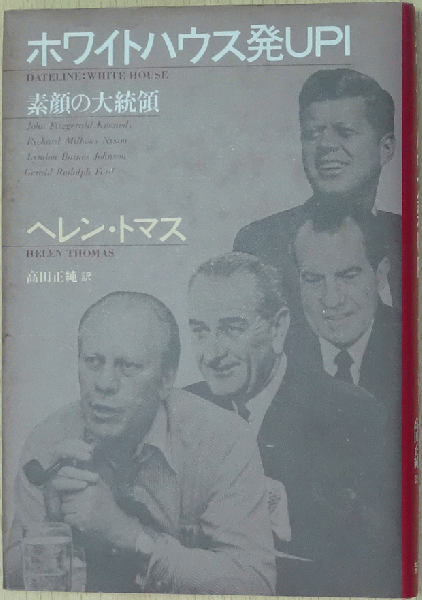 ホワイトハウス発UPI
DATELINE:WHITE HOUSE
素顔の大統領
John Fitzgerald Kennedy
Richard Milhous Nixon
Lyndon Baines Johnson
Gerald Rudolph Ford
ヘレン・トマス
HELEN THOMAS
高田正純 訳